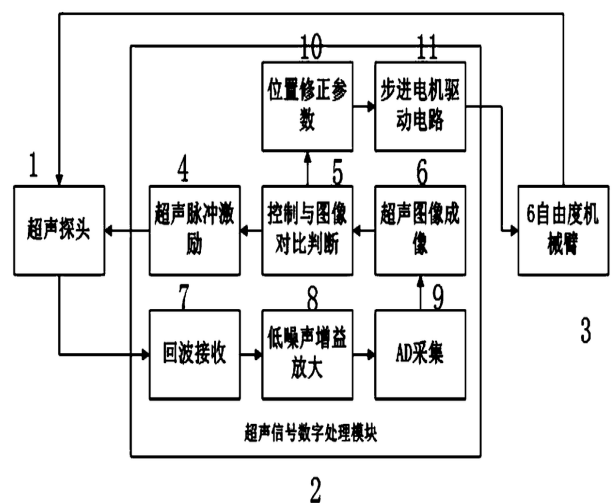 10
11
位置修正参
数
步进电机驱
动电路
1
4
5
6
超声探头
超声脉冲激
励
控制与图像
对比判断
超声图像成
像
6自由度机
械臂
7
8
9
3
回波接收
低噪声增益
放大
AD采集
超声信号数字处理模块
2